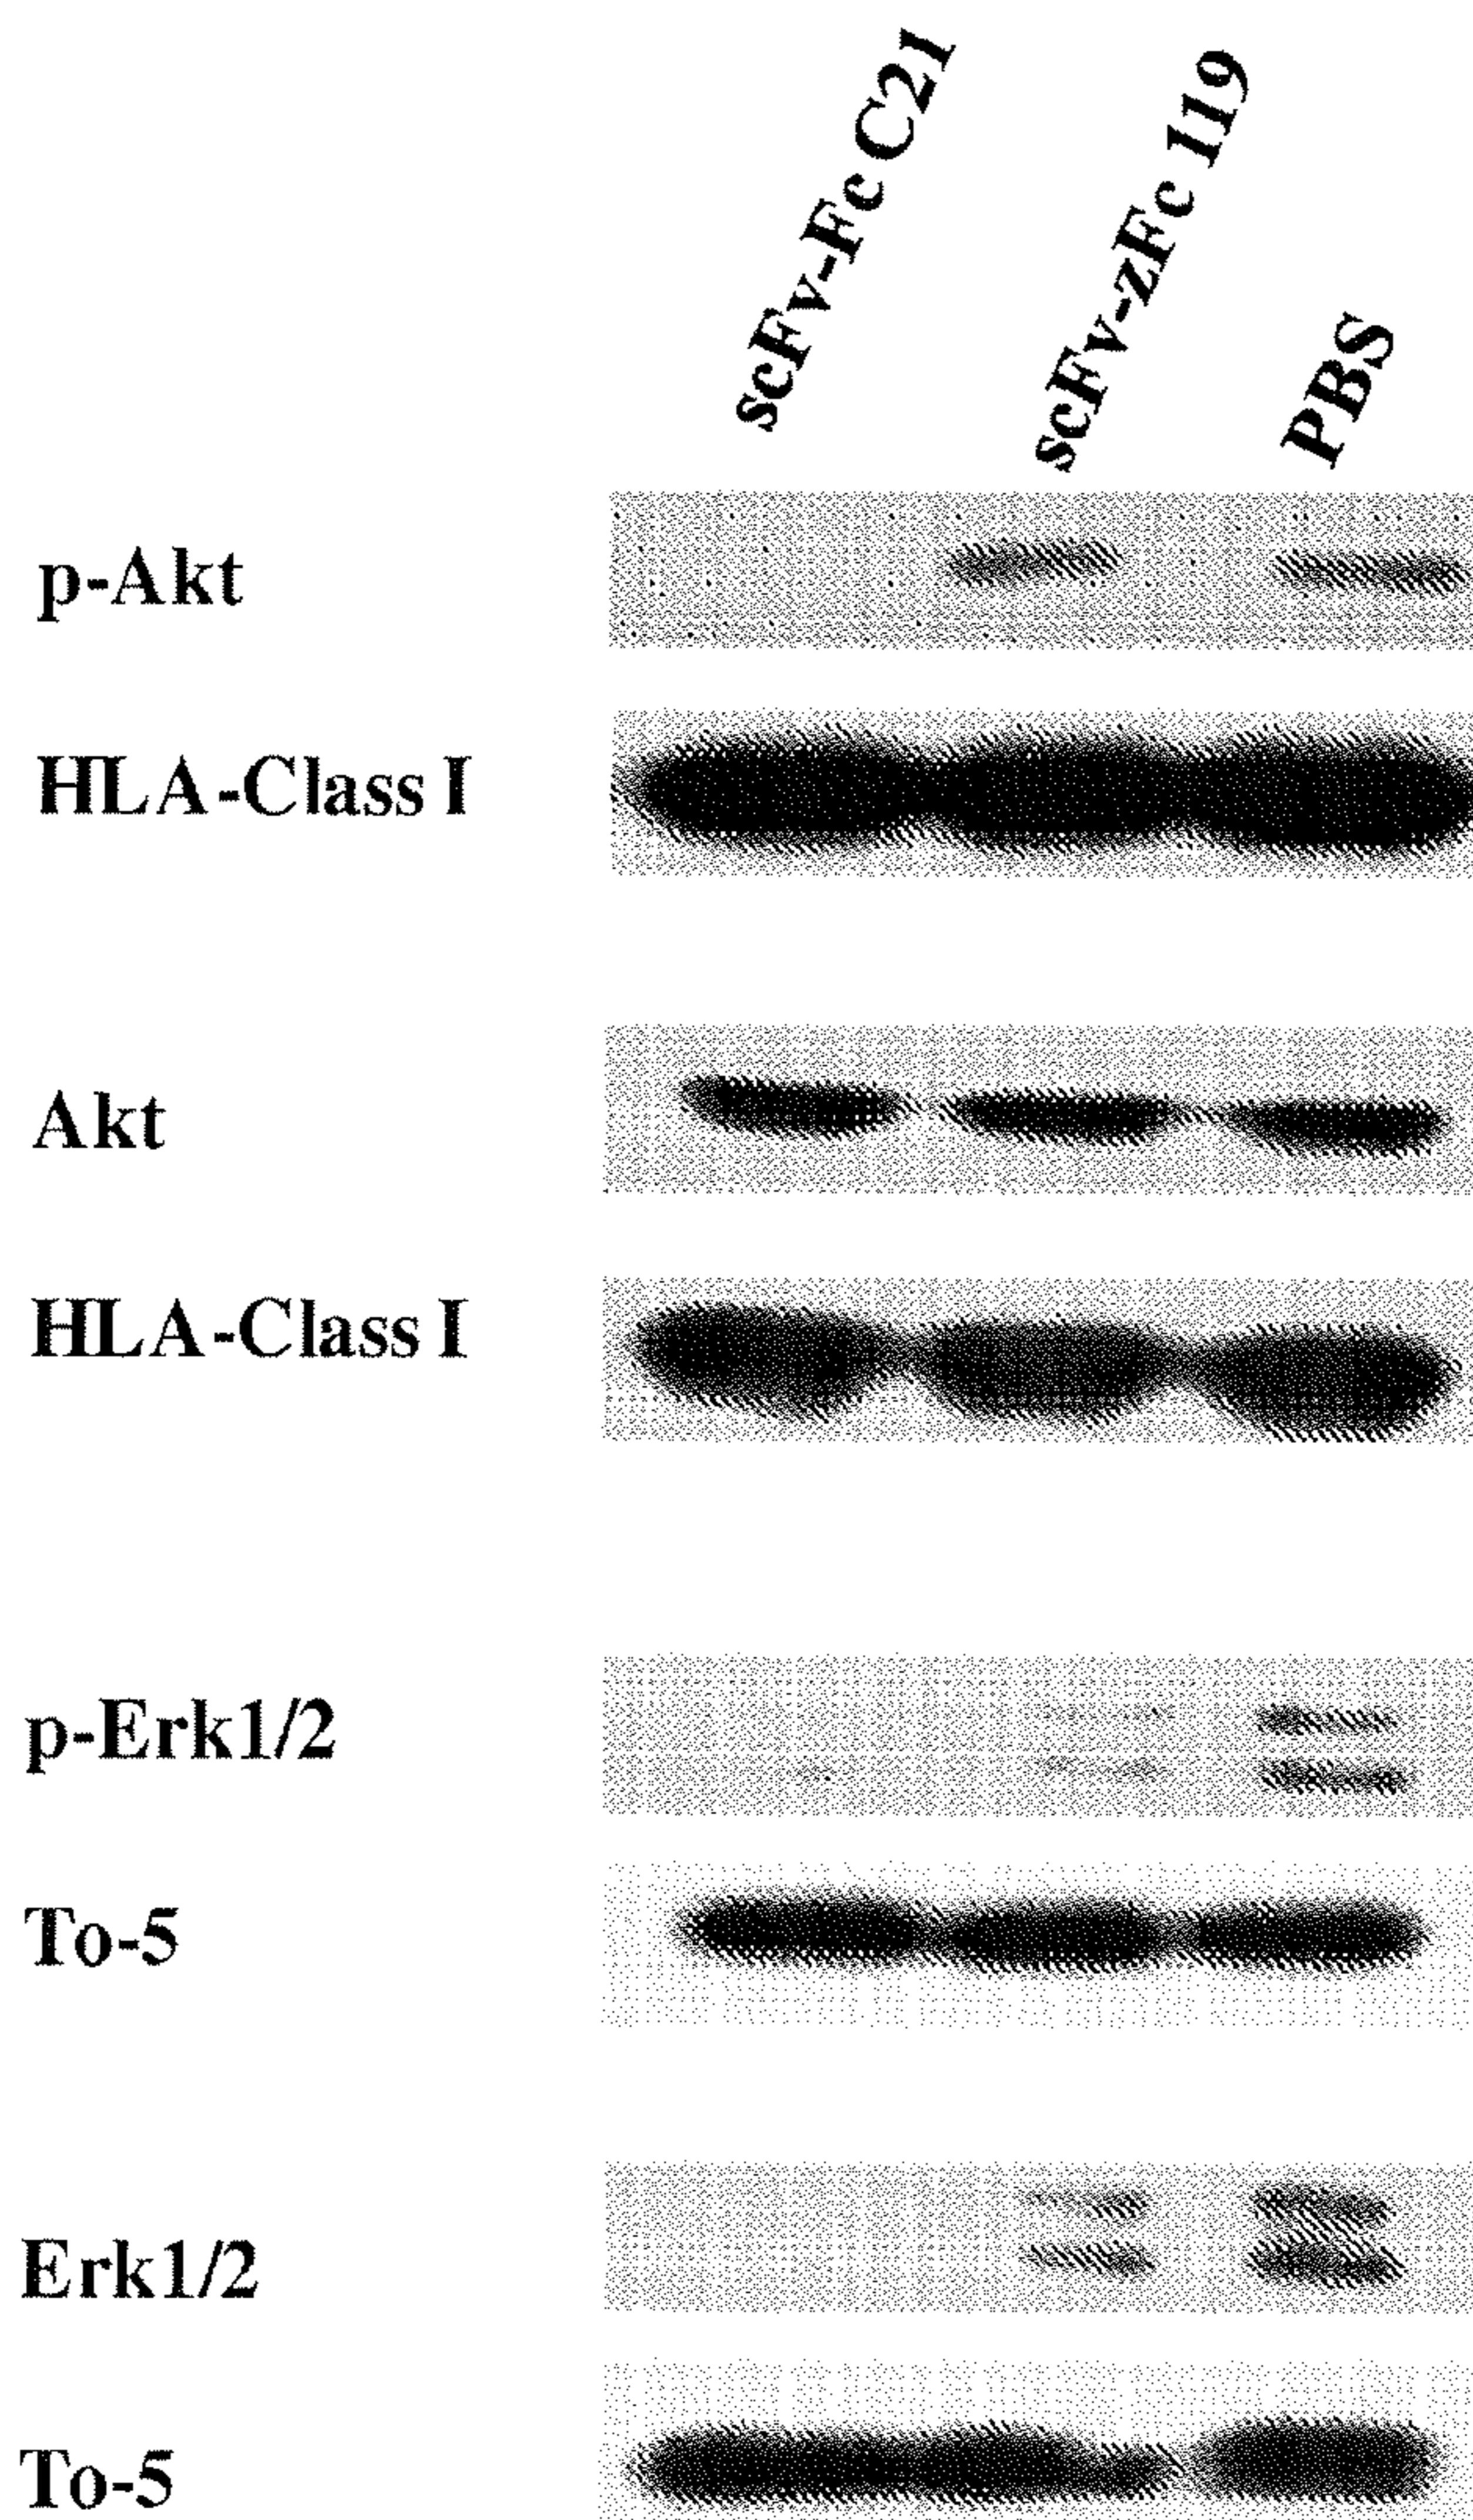 scFv-Fc C21
scFv-zFc 119
PBS
p-Akt
HLA-Class I
Akt
HLA-Class I
p-Erk1/2
To-5
Erk1/2
To-5